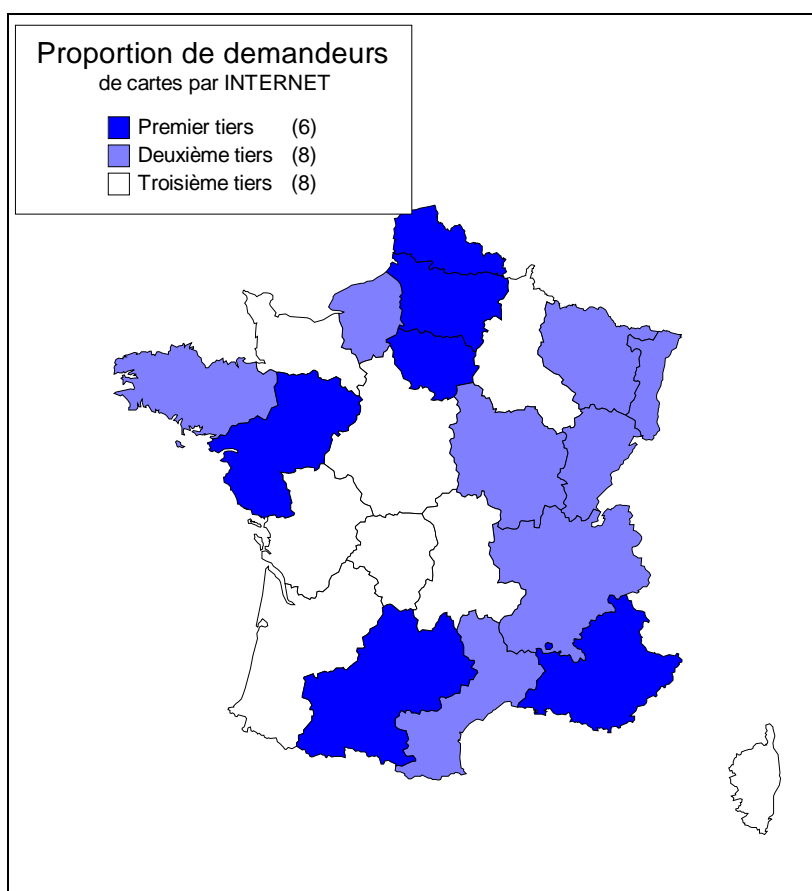 Proportion de demandeurs
de cartes par INTERNET
Premier tiers (6)
Deuxième tiers (8)
Troisième tiers (8)